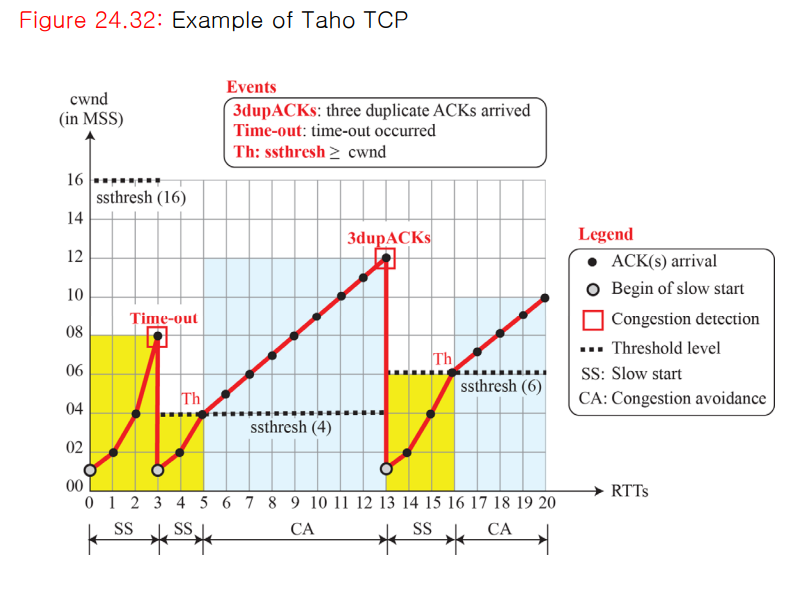 Figure 24.32: Example of Taho TCP
Events
3dupACKs: three duplicate ACKs arrived
Time-out: time-out occurred
Th: ssthresh ≥ cwnd
cwnd
(in MSS)
16
ssthresh (16)
14
3dupACKs
12
10
Time-out
08
06
Th
ssthresh (6)
Th
04
ssthresh (4)
02
00
0 1 2 3 4 5 6 7 8 9 10 11 12 13 14 15 16 17 18 19 20
RTTs
SS SS CA SS CA
Legend
ACK(s) arrival
Begin of slow start
Congestion detection
Threshold level
SS: Slow start
CA: Congestion avoidance